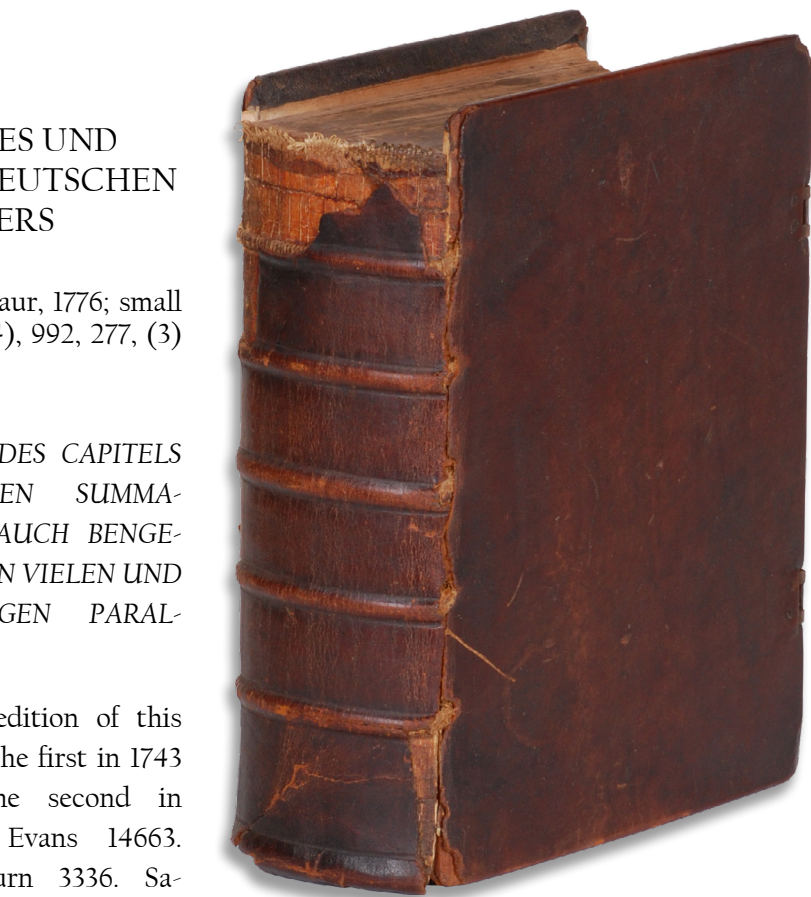 ES UND
EUTSCHEN
ERS
aur, 1776; small
), 992, 277, (3)
DES CAPITELS
EN SUMMA-
AUCH BENGE-
N VIELEN UND
GEN PARAL-
edition of this
he first in 1743
ne second in
Evans 14663.
urn 3336. Sa-